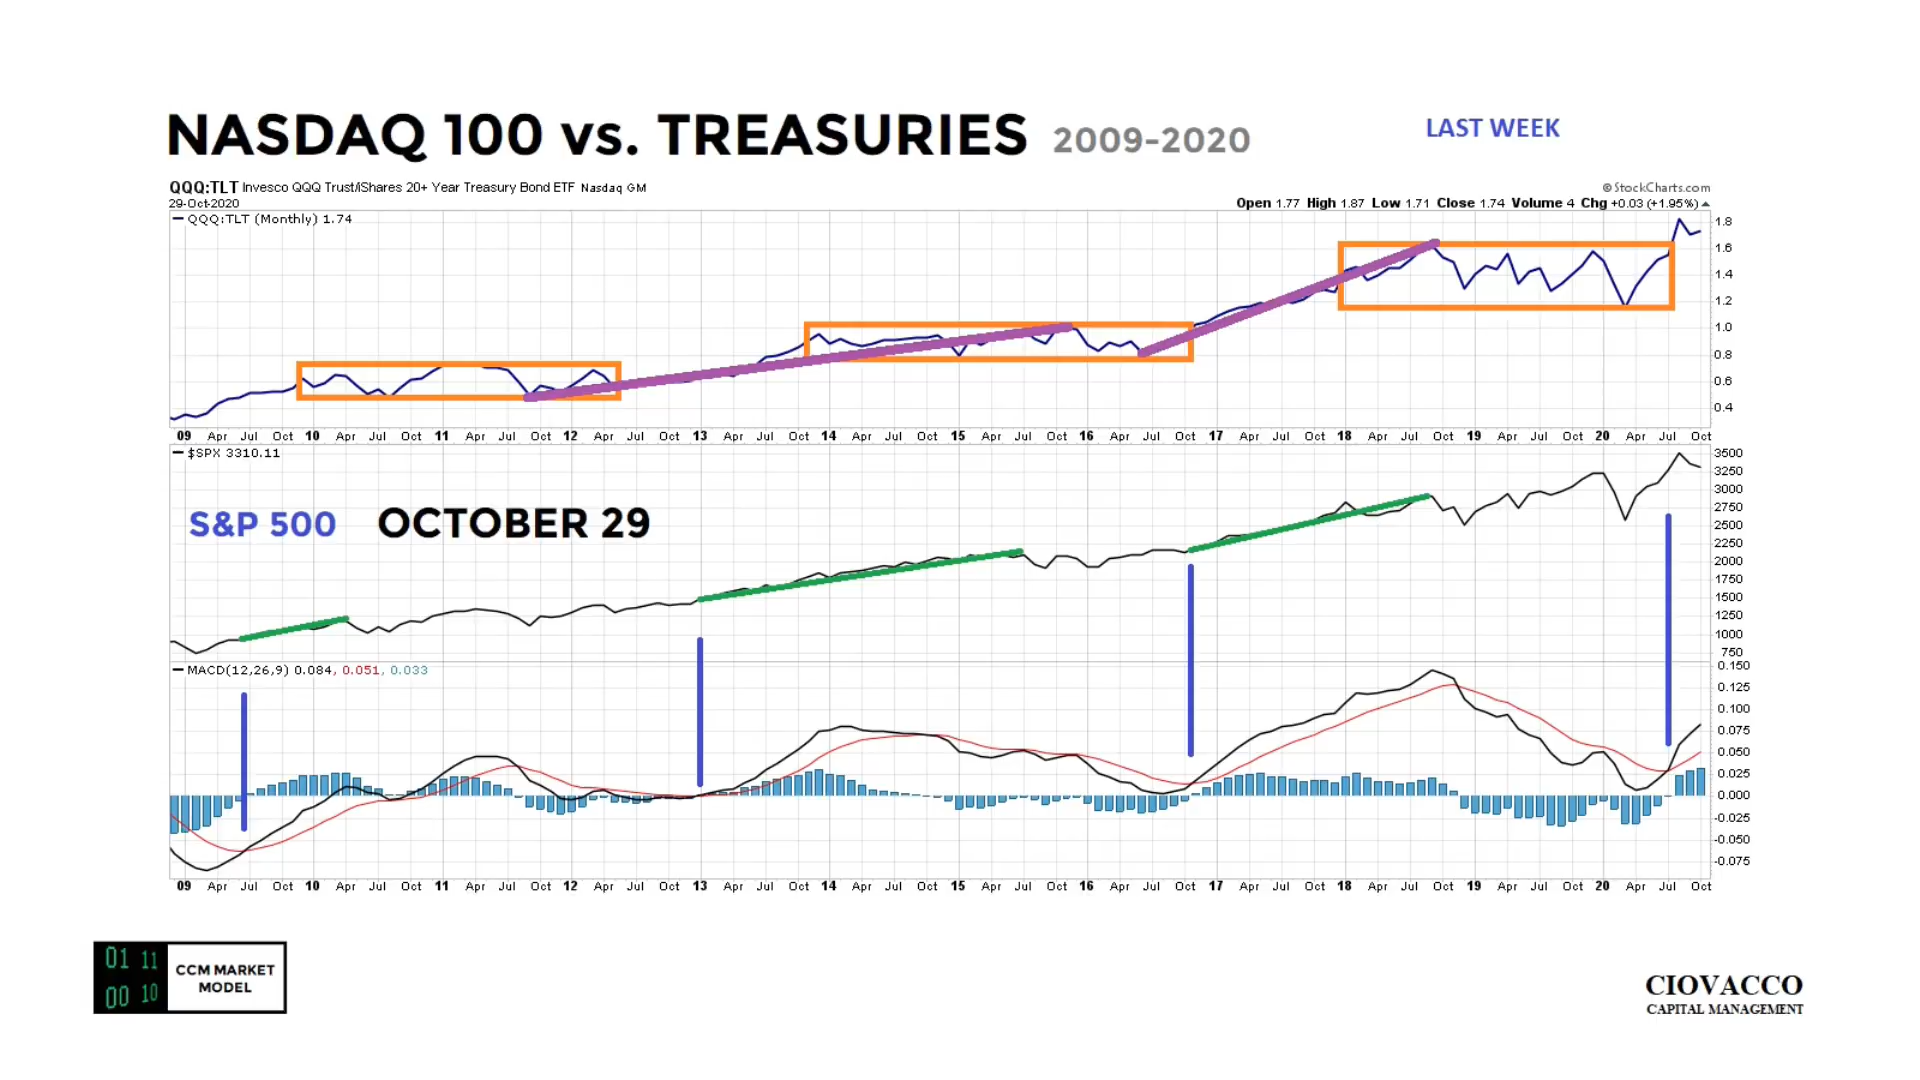 NASDAQ 100 vs. TREASURIES 2009-2020
LAST WEEK
QQQ:TLT Invesco QQQ Trust/iShares 20+ Year Treasury Bond ETF Nasdaq GM
© StockCharts.com
29-Oct-2020
Open 1.77 High 1.87 Low 1.71 Close 1.74 Volume 4 Chg +0.03 (+1.95%)
QQQ:TLT (Monthly) 1.74
1.8
1.6
1.4
1.2
1.0
0.8
0.6
0.4
09 Apr Jul Oct 10 Apr Jul Oct 11 Apr Jul Oct 12 Apr Jul Oct 13 Apr Jul Oct 14 Apr Jul Oct 15 Apr Jul Oct 16 Apr Jul Oct 17 Apr Jul Oct 18 Apr Jul Oct 19 Apr Jul Oct 20 Apr Jul Oct
$SPX 3310.11
S&P 500 OCTOBER 29
3500
3250
3000
2750
2500
2250
2000
1750
1500
1250
1000
750
MACD(12,26,9) 0.084, 0.051, 0.033
0.150
0.125
0.100
0.075
0.050
0.025
0.000
-0.025
-0.050
-0.075
09 Apr Jul Oct 10 Apr Jul Oct 11 Apr Jul Oct 12 Apr Jul Oct 13 Apr Jul Oct 14 Apr Jul Oct 15 Apr Jul Oct 16 Apr Jul Oct 17 Apr Jul Oct 18 Apr Jul Oct 19 Apr Jul Oct 20 Apr Jul Oct
01 11
00 10
CCM MARKET
MODEL
CIOVACCO
CAPITAL MANAGEMENT